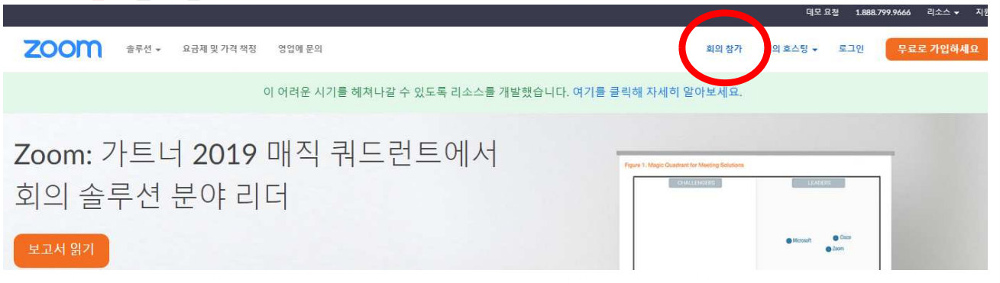 데모 요청 1.888.799.9666 리소스 지원
zoom 솔루션 요금제 및 가격 책정 영업에 문의 회의 참가 의 호스팅 로그인 무료로 가입하세요
이 어려운 시기를 헤쳐나갈 수 있도록 리소스를 개발했습니다. 여기를 클릭해 자세히 알아보세요.
Zoom: 가트너 2019 매직 쿼드런트에서
회의 솔루션 분야 리더
보고서 읽기
Figure 1. Magic Quadrant for Meeting Solutions
CHALLENGERS LEADERS
Microsoft Cisco
Zoom